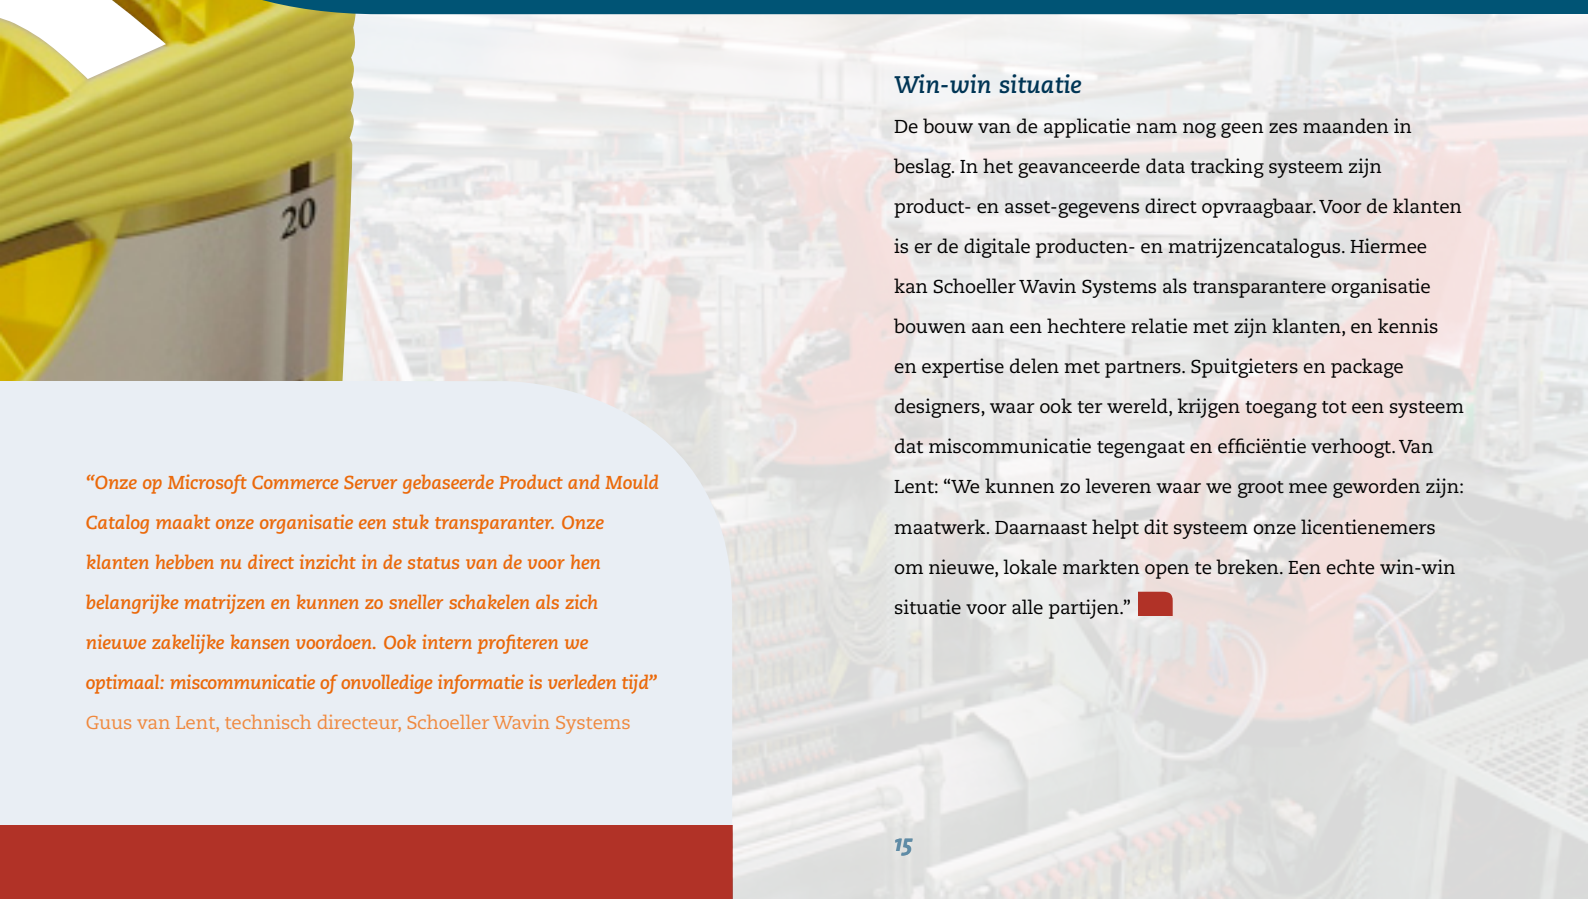 20
“Onze op Microsoft Commerce Server gebaseerde Product and Mould
Catalog maakt onze organisatie een stuk transparanter. Onze
klanten hebben nu direct inzicht in de status van de voor hen
belangrijke matrijzen en kunnen zo sneller schakelen als zich
nieuwe zakelijke kansen voordoen. Ook intern profiteren we
optimaal: miscommunicatie of onvolledige informatie is verleden tijd”
Guus van Lent, technisch directeur, Schoeller Wavin Systems
Win-win situatie
De bouw van de applicatie nam nog geen zes maanden in
beslag. In het geavanceerde data tracking systeem zijn
product- en asset-gegevens direct opvraagbaar. Voor de klanten
is er de digitale producten- en matrijzencatalogus. Hiermee
kan Schoeller Wavin Systems als transparantere organisatie
bouwen aan een hechtere relatie met zijn klanten, en kennis
en expertise delen met partners. Spuitgieters en package
designers, waar ook ter wereld, krijgen toegang tot een systeem
dat miscommunicatie tegengaat en efficiëntie verhoogt. Van
Lent: “We kunnen zo leveren waar we groot mee geworden zijn:
maatwerk. Daarnaast helpt dit systeem onze licentienemers
om nieuwe, lokale markten open te breken. Een echte win-win
situatie voor alle partijen.”
15